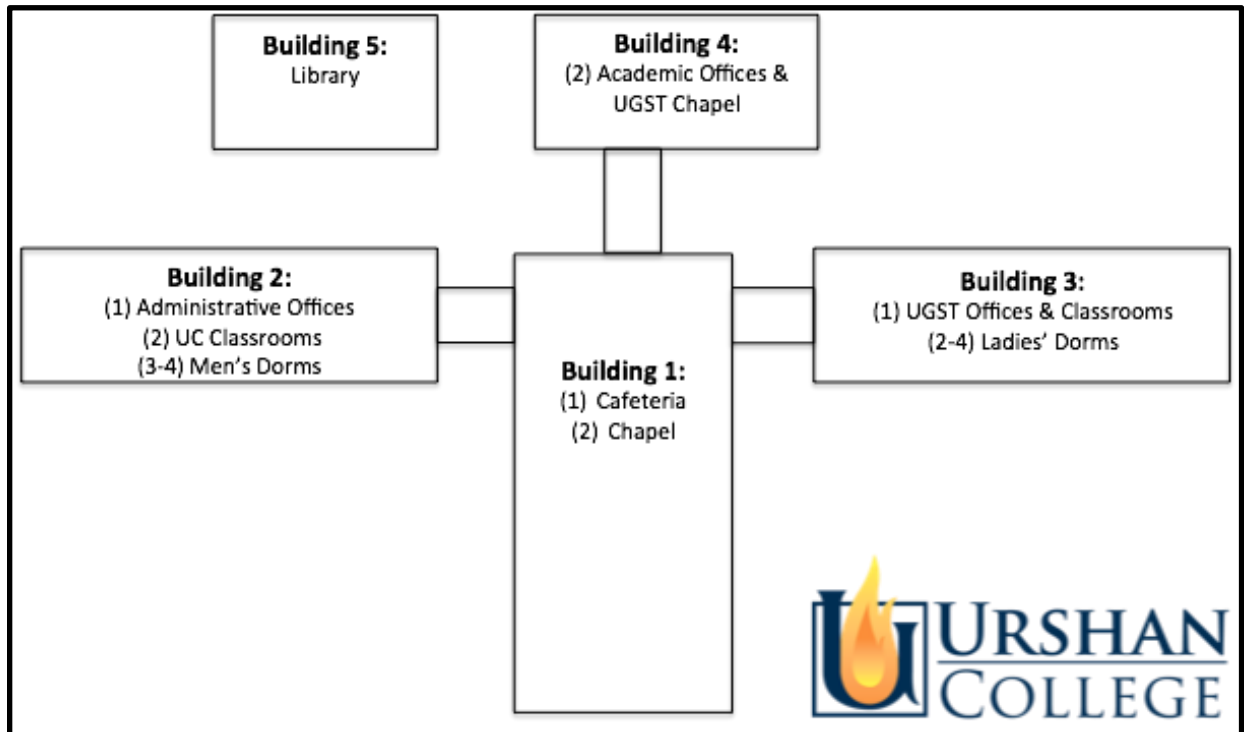 Building 5:
Library
Building 4:
(2) Academic Offices &
UGST Chapel
Building 2:
(1) Administrative Offices
(2) UC Classrooms
(3-4) Men's Dorms
Building 3:
(1) UGST Offices & Classrooms
(2-4) Ladies' Dorms
Building 1:
(1) Cafeteria
(2) Chapel
U URSHAN
COLLEGE